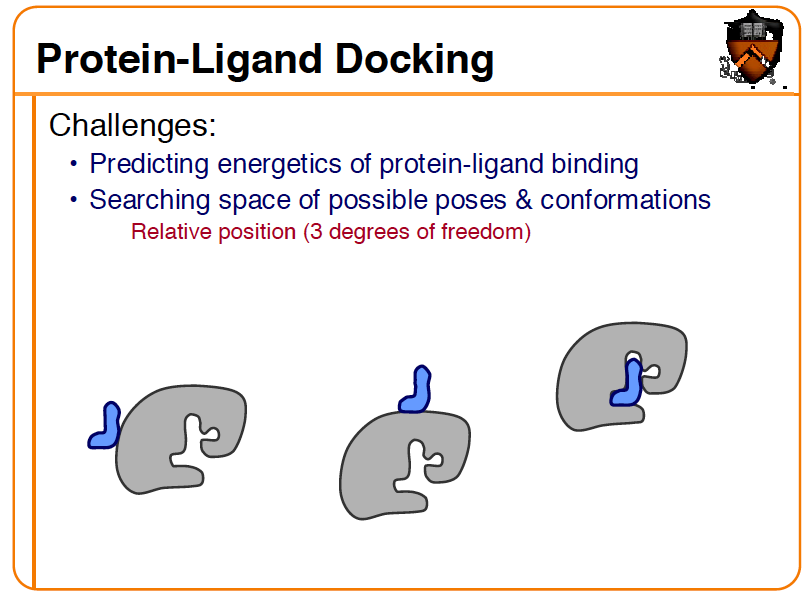 Protein-Ligand Docking
Challenges:
• Predicting energetics of protein-ligand binding
• Searching space of possible poses & conformations
Relative position (3 degrees of freedom)